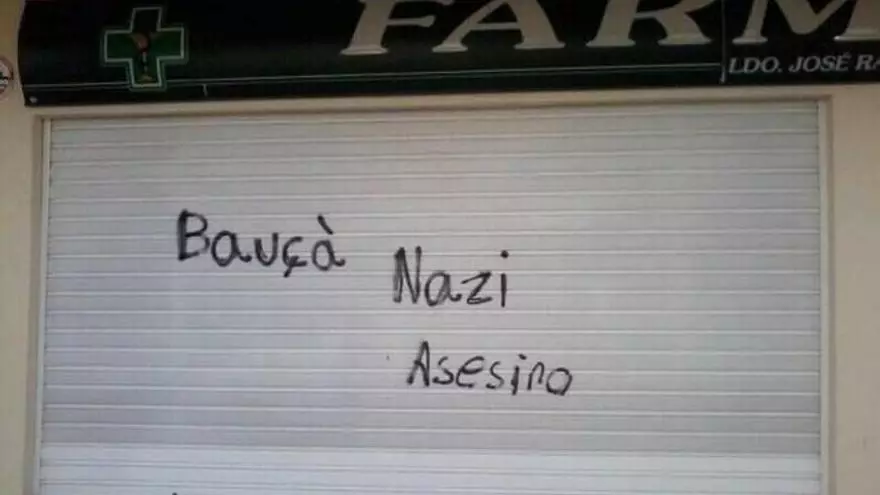 FARM
LDO. JOSÉ RA
Bauçà
Nazi
Asesino